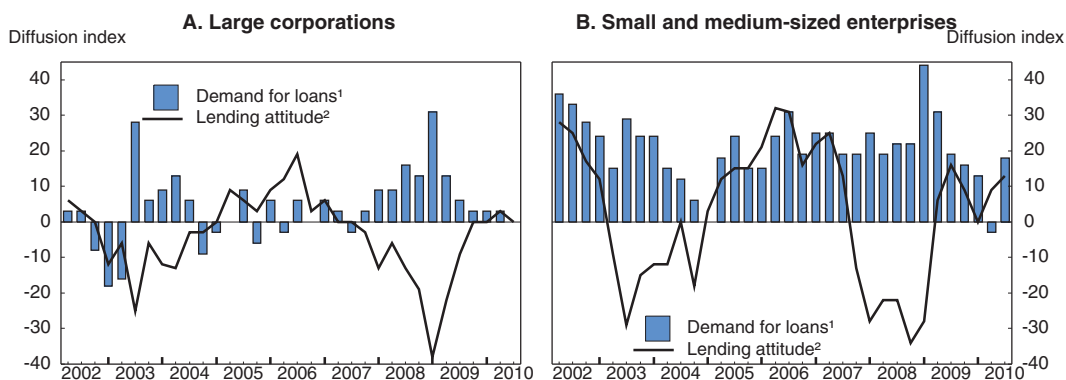 A. Large corporations
Diffusion index
40
30
20
10
0
-10
-20
-30
-40
Demand for loans¹
Lending attitude²
2002 2003 2004 2005 2006 2007 2008 2009 2010
B. Small and medium-sized enterprises
Diffusion index
40
30
20
10
0
-10
-20
-30
-40
Demand for loans¹
Lending attitude²
2002 2003 2004 2005 2006 2007 2008 2009 2010